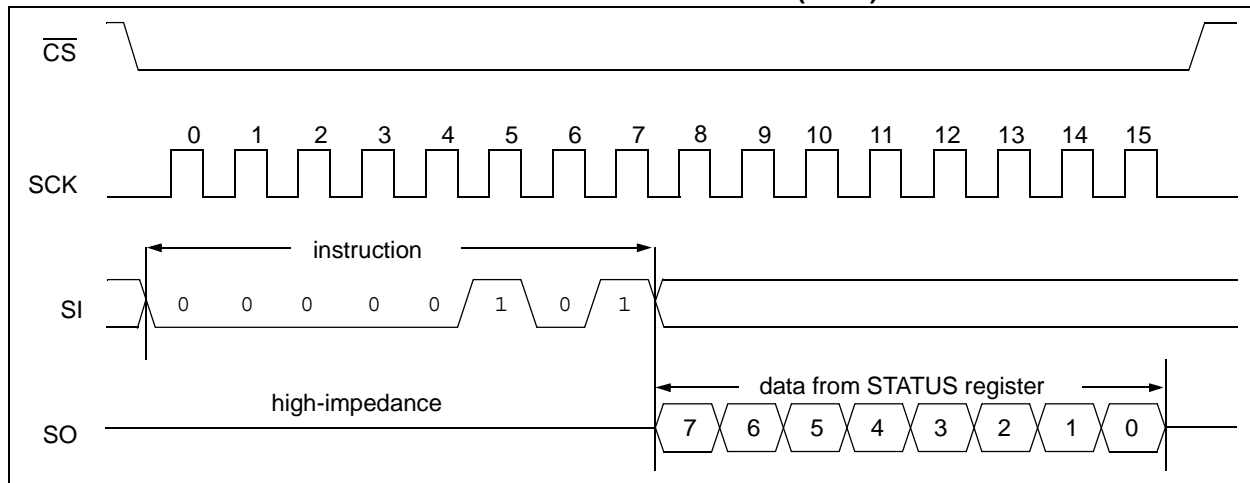 CS
0 1 2 3 4 5 6 7 8 9 10 11 12 13 14 15
SCK
instruction
SI 0 0 0 0 0 1 0 1
data from STATUS register
high-impedance
SO 7 6 5 4 3 2 1 0